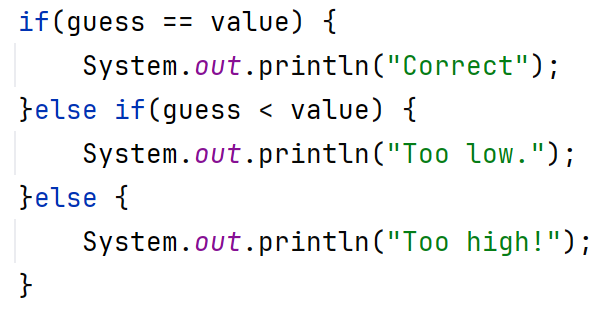 if(guess == value) {
    System.out.println("Correct");
}else if(guess < value) {
    System.out.println("Too low.");
}else {
    System.out.println("Too high!");
}